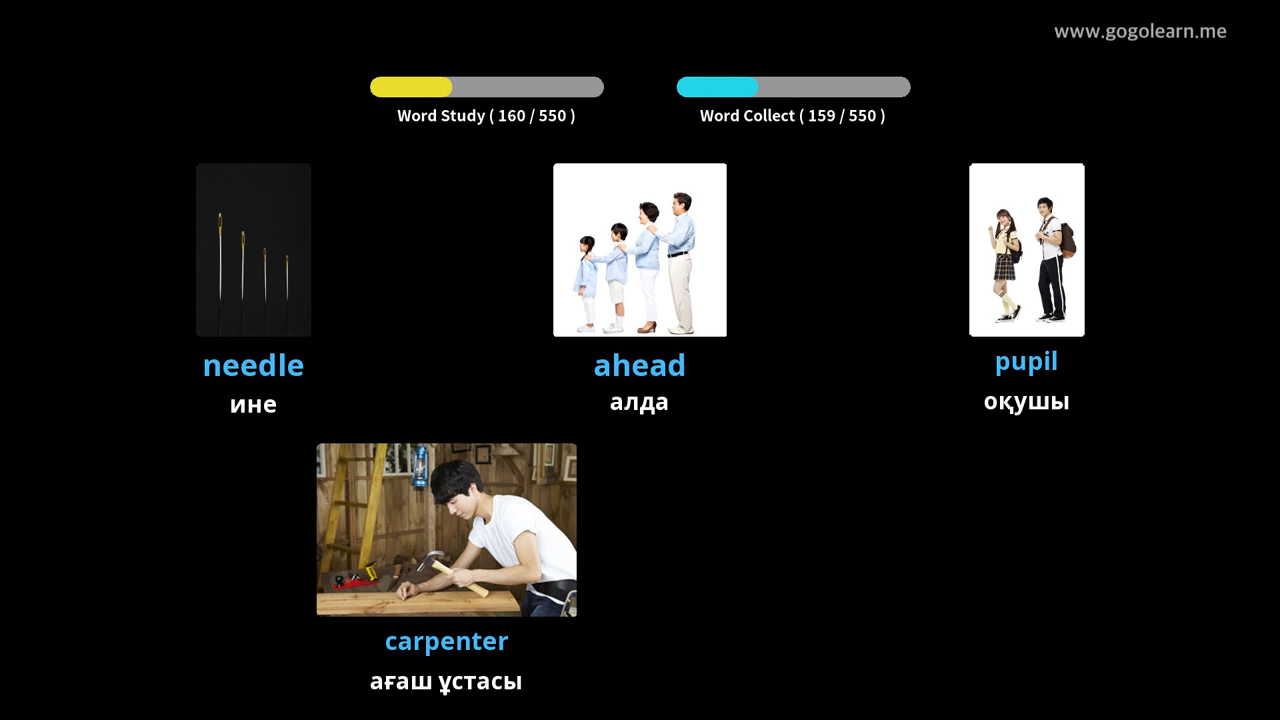 www.gogolearn.me
Word Study ( 160 / 550 )
Word Collect ( 159 / 550 )
needle
ине
ahead
алда
pupil
оқушы
carpenter
ағаш ұстасы